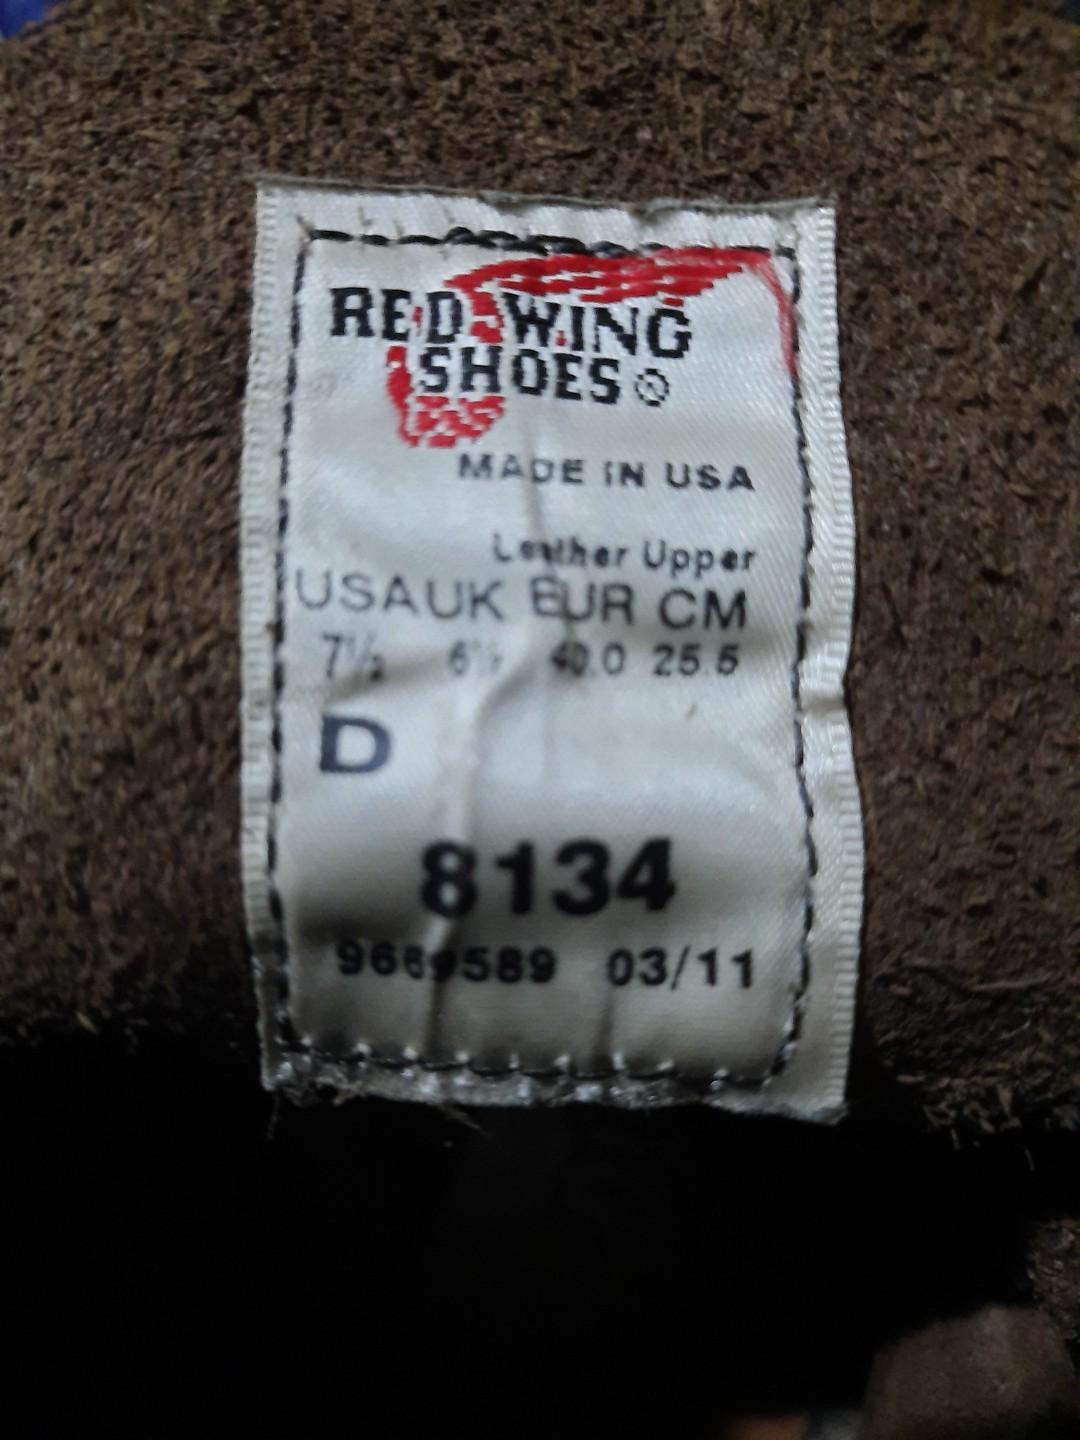 RED WING
SHOES®
MADE IN USA
Leather Upper
USA UK EUR CM
7½ 6½ 40.0 25.5
D
8134
9669589 03/11